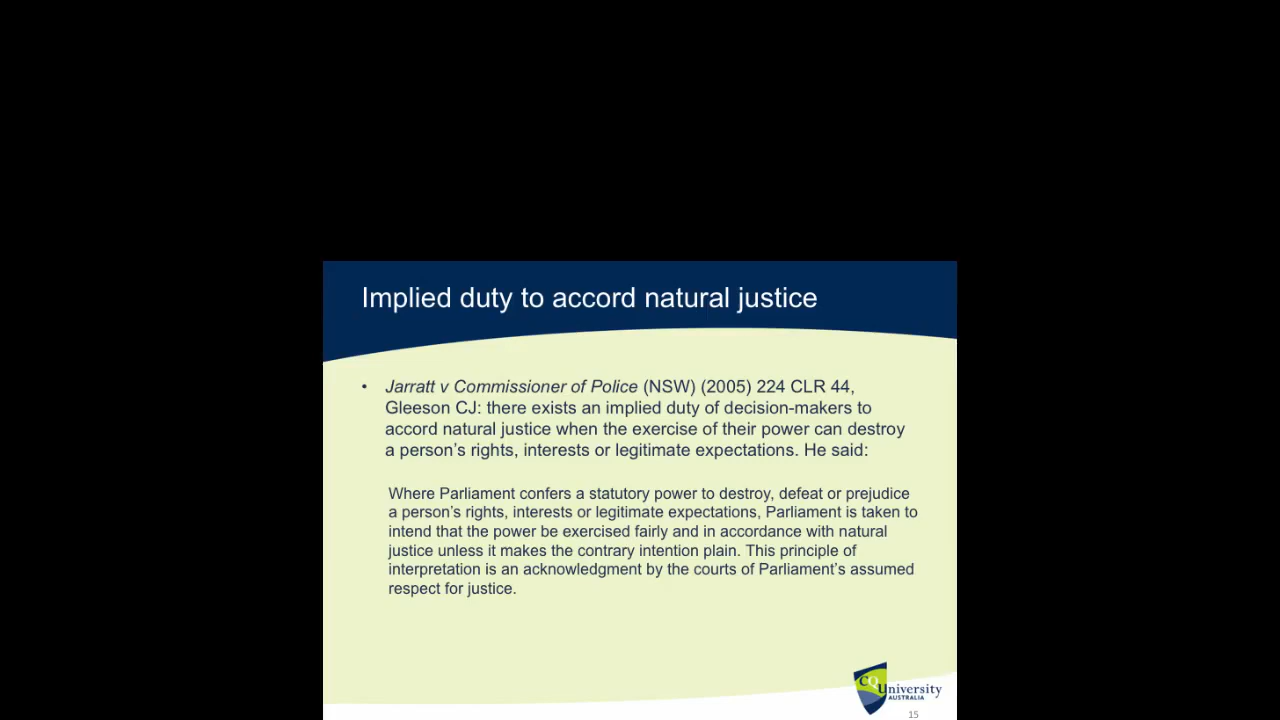 Implied duty to accord natural justice
• Jarratt v Commissioner of Police (NSW) (2005) 224 CLR 44,
Gleeson CJ: there exists an implied duty of decision-makers to
accord natural justice when the exercise of their power can destroy
a person's rights, interests or legitimate expectations. He said:
Where Parliament confers a statutory power to destroy, defeat or prejudice
a person's rights, interests or legitimate expectations, Parliament is taken to
intend that the power be exercised fairly and in accordance with natural
justice unless it makes the contrary intention plain. This principle of
interpretation is an acknowledgment by the courts of Parliament's assumed
respect for justice.
CQUniversity
AUSTRALIA
15